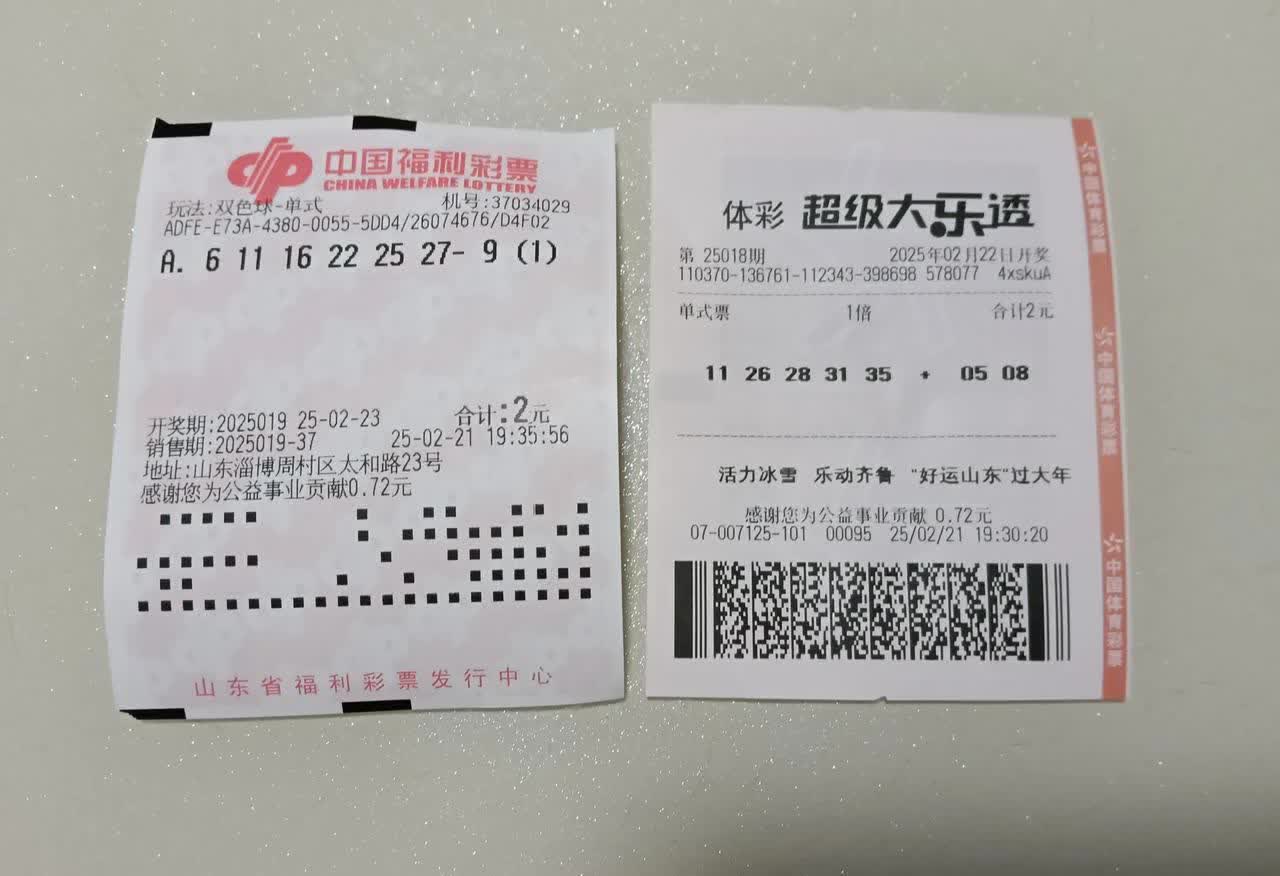 中国福利彩票
CHINA WELFARE LOTTERY
玩法:双色球-单式 机号:37034029
ADFE-E73A-4380-0055-5DD4/26074676/D4F02
A. 6 11 16 22 25 27- 9 (1)
开奖期:2025019 25-02-23 合计:2元
销售期:2025019-37 25-02-21 19:35:56
地址:山东淄博周村区太和路23号
感谢您为公益事业贡献0.72元
山东省福利彩票发行中心
体彩 超级大乐透
第 25018期 2025年02月22日开奖
110370-136761-112343-398698 578077 4xskuA
单式票 1倍 合计2元
11 26 28 31 35 + 05 08
活力冰雪 乐动齐鲁 "好运山东"过大年
感谢您为公益事业贡献 0.72元
07-007125-101 00095 25/02/21 19:30:20
中国体育彩票
中国体育彩票
中国体育彩票